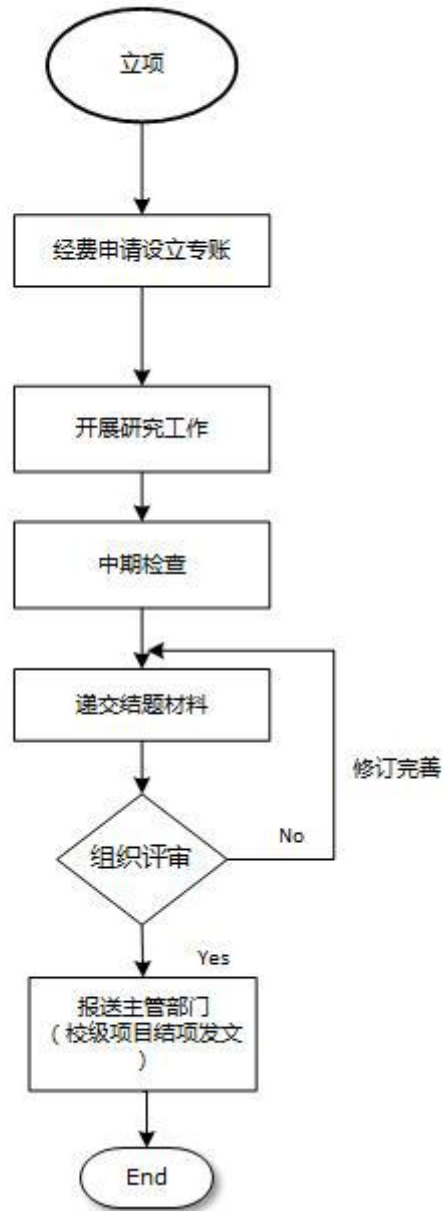 立项
经费申请设立专账
开展研究工作
中期检查
递交结题材料
修订完善
组织评审
No
Yes
报送主管部门
（校级项目结项发文
）
End